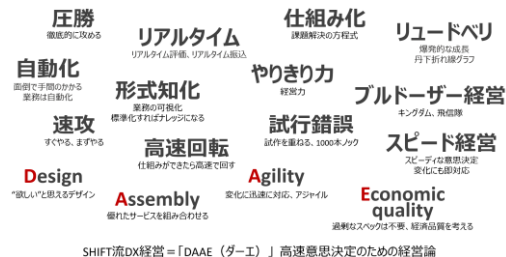 圧勝
徹底的に攻める
リアルタイム
リアルタイム評価、リアルタイム振込
仕組み化
課題解決の方程式
リュードベリ
爆発的な成長
丹下折れ線グラフ
自動化
面倒で手間のかかる
業務は自動化
形式知化
業務の可視化
標準化すればナレッジになる
やりきり力
経営力
ブルドーザー経営
キングダム、飛信隊
速攻
すぐやる、まずやる
高速回転
仕組みができたら高速で回す
試行錯誤
試作を重ねる、1000本ノック
スピード経営
スピーディな意思決定
変化にも即対応
Design
"欲しい"と思えるデザイン
Assembly
優れたサービスを組み合わせる
Agility
変化に迅速に対応、アジャイル
Economic
quality
過剰なスペックは不要、経済品質を考える
SHIFT流DX経営＝「DAAE（ダーエ）」高速意思決定のための経営論